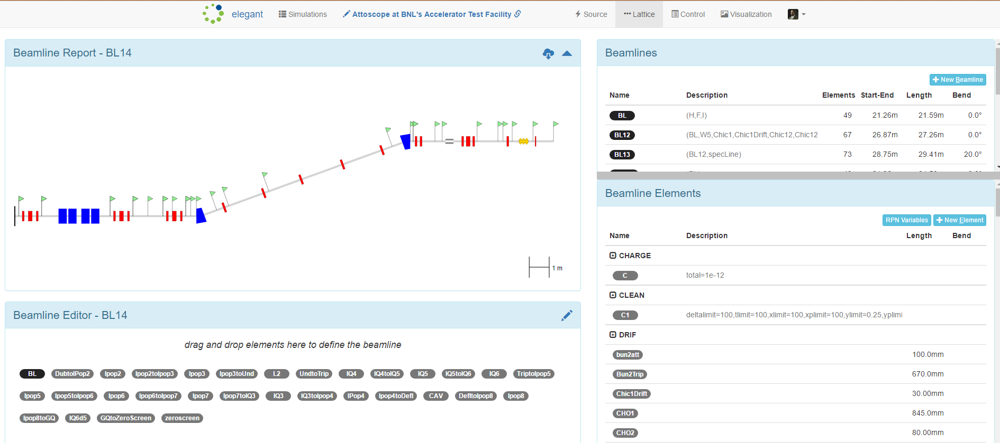 elegant Simulations Attoscope at BNL's Accelerator Test Facility Source Lattice Control Visualization
Beamline Report - BL14
1 m
Beamline Editor - BL14
drag and drop elements here to define the beamline
BL DubtoIPop2 Ipop2 Ipop2toIpop3 Ipop3 Ipop3toUnd L2 UndtoTrip IQ4 IQ4toIQ5 IQ5 IQ5toIQ6 IQ6 TriptoIpop5
Ipop5 Ipop5toIpop6 Ipop6 Ipop6toIpop7 Ipop7 Ipop7toIQ3 IQ3 IQ3toIpop4 IPop4 Ipop4toDefl CAV DefltoIpop8 Ipop8
Ipop8toGQ IQ6d5 GQtoZeroScreen zeroscreen
Beamlines
New Beamline
Name Description Elements Start-End Length Bend
BL (H,F,I) 49 21.26m 21.59m 0.0°
BL12 (BL,W5,Chic1,Chic1Drift,Chic12,Chic12 67 26.87m 27.26m 0.0°
BL13 (BL12,specLine) 73 28.75m 29.41m 20.0°
Beamline Elements
RPN Variables New Element
Name Description Length Bend
CHARGE
C total=1e-12
CLEAN
C1 deltalimit=100,tlimit=100,xlimit=100,xplimit=100,ylimit=0.25,yplimi
DRIF
bun2att 100.0mm
Bun2Trip 670.0mm
Chic1Drift 30.00mm
CHO1 845.0mm
CHO2 80.00mm